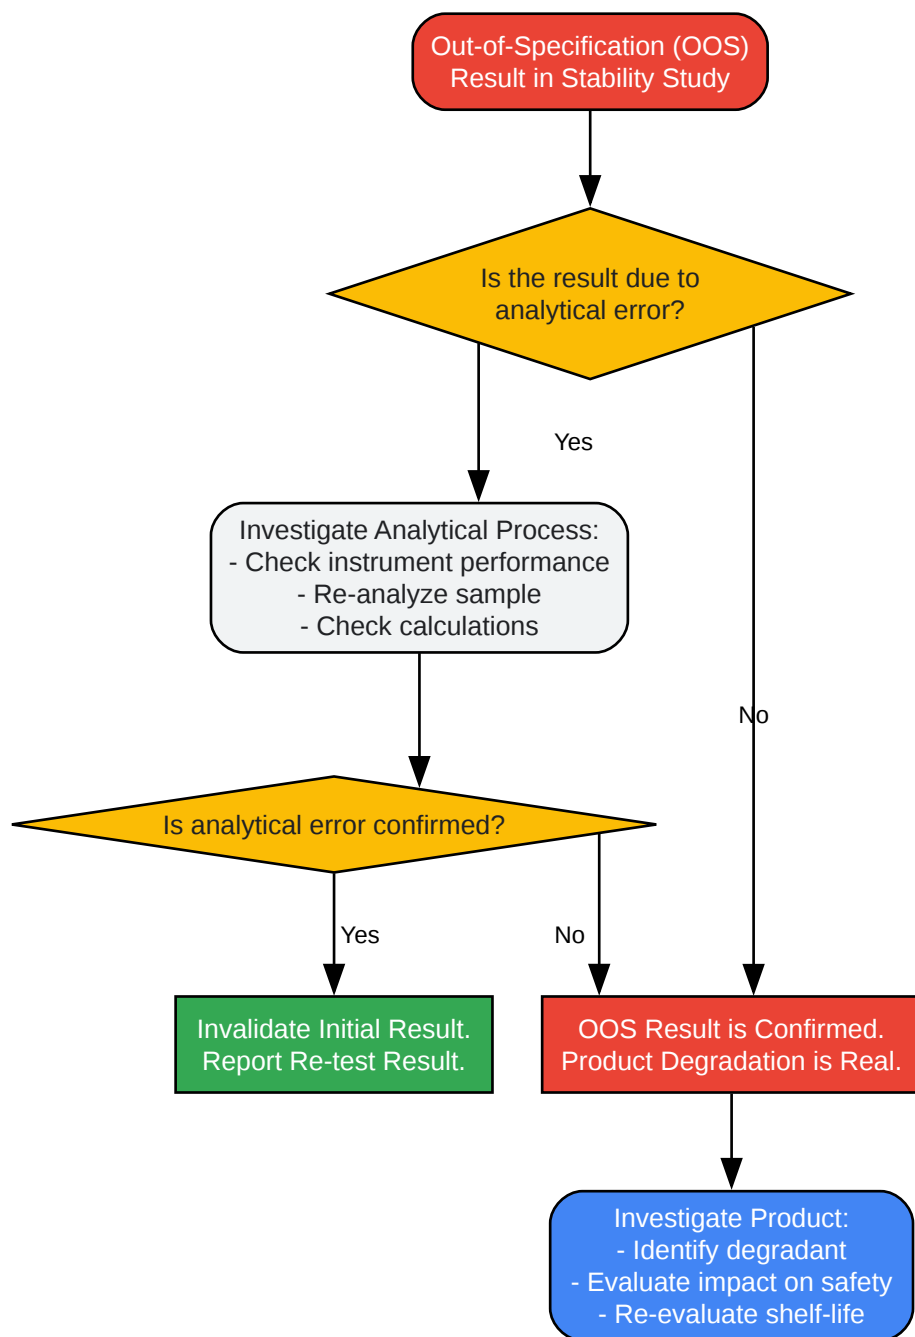 Out-of-Specification (OOS)
Result in Stability Study
Is the result due to
analytical error?
Yes
Investigate Analytical Process:
- Check instrument performance
- Re-analyze sample
- Check calculations
No
Is analytical error confirmed?
Yes
No
Invalidate Initial Result.
Report Re-test Result.
OOS Result is Confirmed.
Product Degradation is Real.
Investigate Product:
- Identify degradant
- Evaluate impact on safety
- Re-evaluate shelf-life